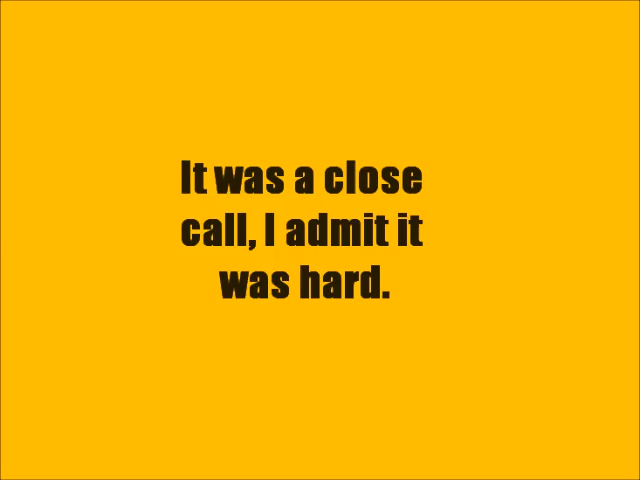 It was a close
call, I admit it
was hard.